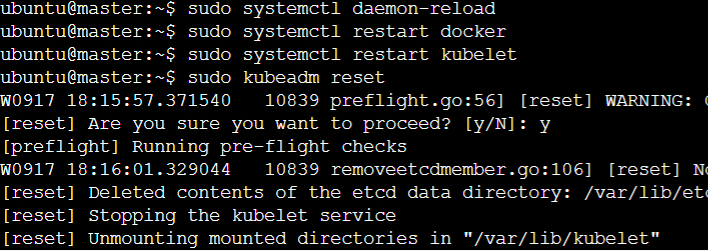 ubuntu@master:~$ sudo systemctl daemon-reload
ubuntu@master:~$ sudo systemctl restart docker
ubuntu@master:~$ sudo systemctl restart kubelet
ubuntu@master:~$ sudo kubeadm reset
W0917 18:15:57.371540   10839 preflight.go:56] [reset] WARNING:
[reset] Are you sure you want to proceed? [y/N]: y
[preflight] Running pre-flight checks
W0917 18:16:01.329044   10839 removeetcdmember.go:106] [reset] No
[reset] Deleted contents of the etcd data directory: /var/lib/etc
[reset] Stopping the kubelet service
[reset] Unmounting mounted directories in "/var/lib/kubelet"